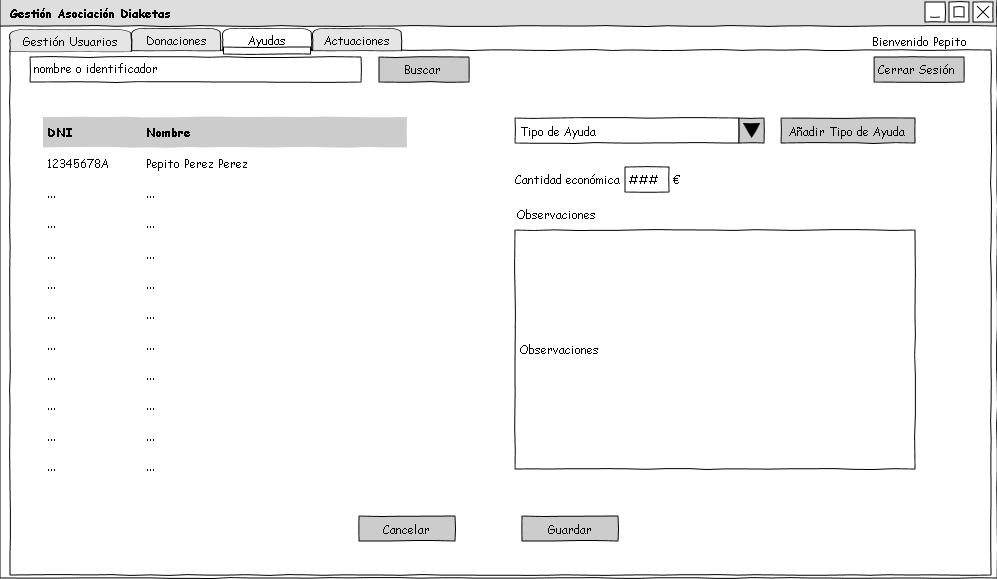 Gestión Asociación Diaketas
Gestión Usuarios Donaciones Ayudas Actuaciones Bienvenido Pepito
nombre o identificador Buscar Cerrar Sesión
DNI Nombre
12345678A Pepito Perez Perez
... ...
... ...
... ...
... ...
... ...
... ...
... ...
... ...
... ...
... ...
Tipo de Ayuda Añadir Tipo de Ayuda
Cantidad económica ### €
Observaciones
Observaciones
Cancelar Guardar